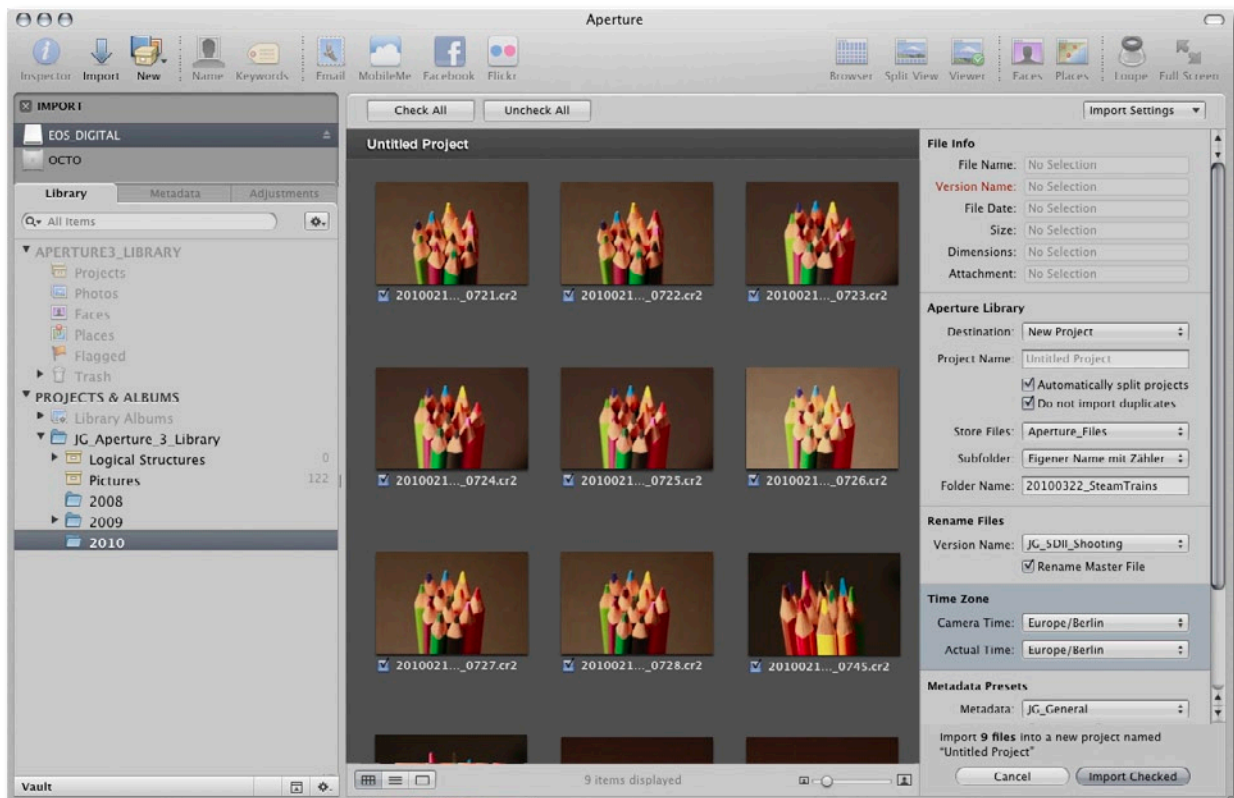 Aperture
Inspector Import New Name Keywords Email MobileMe Facebook Flickr Browser Split View Viewer Faces Places Loupe Full Screen
IMPORT
EOS_DIGITAL
OCTO
Library Metadata Adjustments
All Items
APERTURE3_LIBRARY
Projects
Photos
Faces
Places
Flagged
Trash
PROJECTS & ALBUMS
Library Albums
JG_Aperture_3_Library
Logical Structures 0
Pictures 122
2008
2009
2010
Vault
Check All Uncheck All Import Settings
Untitled Project
2010021..._0721.cr2 2010021..._0722.cr2 2010021..._0723.cr2
2010021..._0724.cr2 2010021..._0725.cr2 2010021..._0726.cr2
2010021..._0727.cr2 2010021..._0728.cr2 2010021..._0745.cr2
9 items displayed
File Info
File Name: No Selection
Version Name: No Selection
File Date: No Selection
Size: No Selection
Dimensions: No Selection
Attachment: No Selection
Aperture Library
Destination: New Project
Project Name: Untitled Project
Automatically split projects
Do not import duplicates
Store Files: Aperture_Files
Subfolder: Eigener Name mit Zähler
Folder Name: 20100322_SteamTrains
Rename Files
Version Name: JG_5DII_Shooting
Rename Master File
Time Zone
Camera Time: Europe/Berlin
Actual Time: Europe/Berlin
Metadata Presets
Metadata: JG_General
Import 9 files into a new project named
"Untitled Project"
Cancel Import Checked